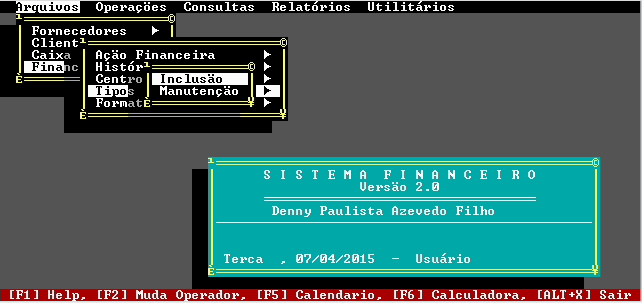 Arquivos Operações Consultas Relatórios Utilitários
Fornecedores
Client
Caixa
Financ
Ação Financeira
Histór
Centro
Tipos
Format
Inclusão
Manutenção
S I S T E M A F I N A N C E I R O
Versão 2.0
Denny Paulista Azevedo Filho
Terca , 07/04/2015 - Usuário
[F1] Help, [F2] Muda Operador, [F5] Calendario, [F6] Calculadora, [ALT+X] Sair